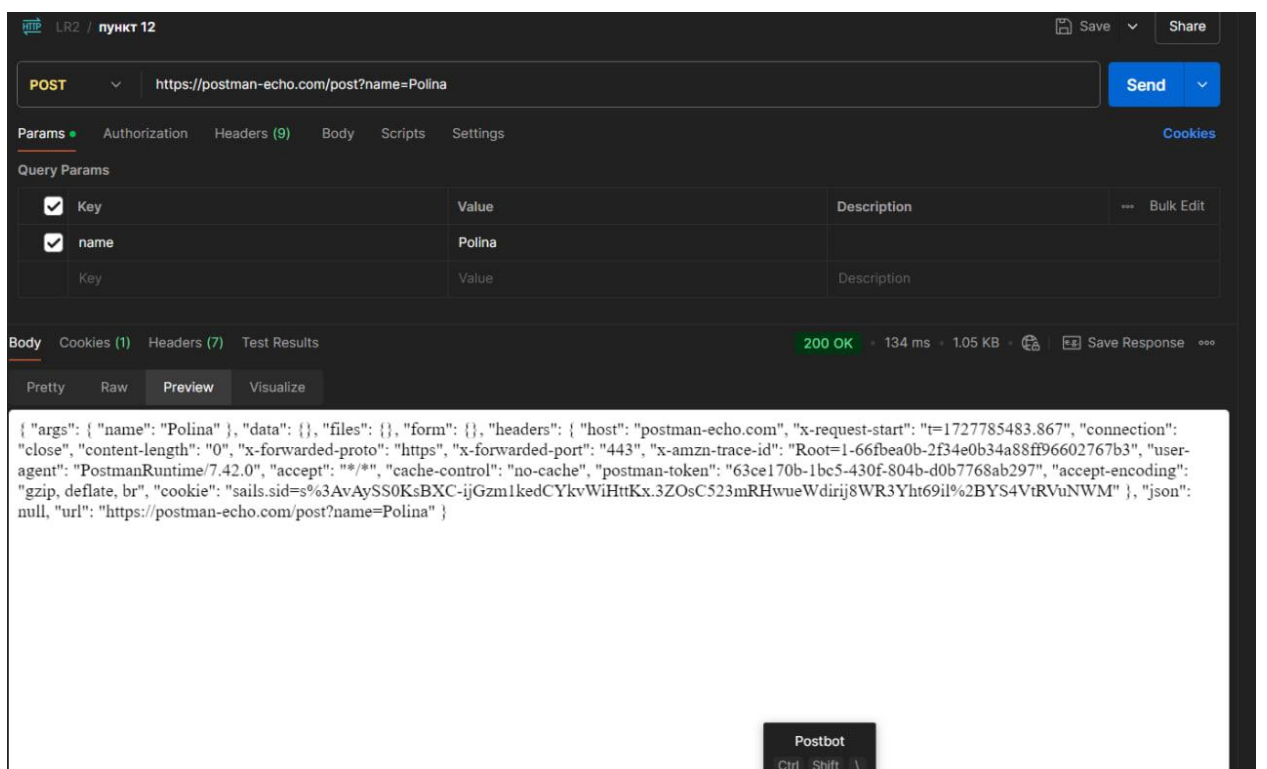 HTTP LR2 / пункт 12 Save Share
POST https://postman-echo.com/post?name=Polina Send
Params Authorization Headers (9) Body Scripts Settings Cookies
Query Params
Key Value Description Bulk Edit
name Polina
Key Value Description
Body Cookies (1) Headers (7) Test Results 200 OK 134 ms 1.05 KB e.g. Save Response
Pretty Raw Preview Visualize
{ "args": { "name": "Polina" }, "data": {}, "files": {}, "form": {}, "headers": { "host": "postman-echo.com", "x-request-start": "t=1727785483.867", "connection":
"close", "content-length": "0", "x-forwarded-proto": "https", "x-forwarded-port": "443", "x-amzn-trace-id": "Root=1-66fbea0b-2f34e0b34a88ff96602767b3", "user-
agent": "PostmanRuntime/7.42.0", "accept": "*/*", "cache-control": "no-cache", "postman-token": "63ce170b-1bc5-430f-804b-d0b7768ab297", "accept-encoding":
"gzip, deflate, br", "cookie": "sails.sid=s%3AvAySS0KsBXC-ijGzm1kedCYkvWiHttKx.3ZOsC523mRHwueWdirij8WR3Yht69il%2BYS4VtRVuNWM" }, "json":
null, "url": "https://postman-echo.com/post?name=Polina" }
Postbot
Ctrl Shift \